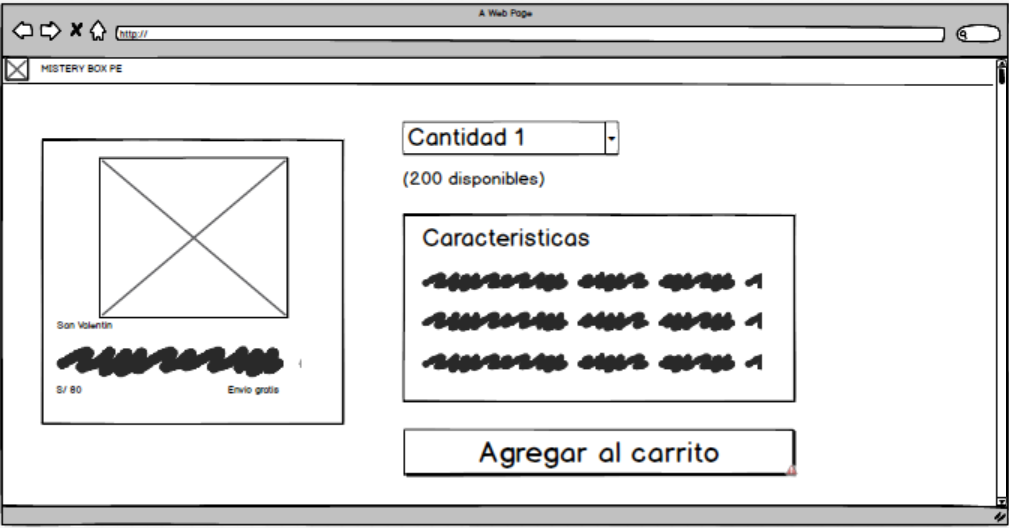 A Web Page
http://
MISTERY BOX PE
San Valentin
S/ 80
Envio gratis
Cantidad 1
(200 disponibles)
Caracteristicas
Agregar al carrito